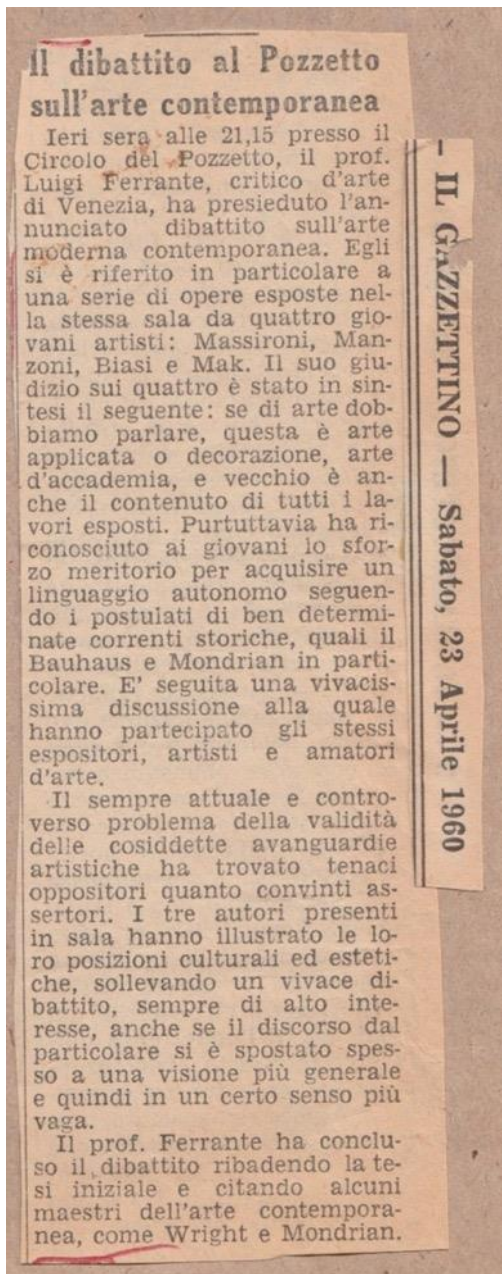 Il dibattito al Pozzetto
sull'arte contemporanea
Ieri sera alle 21,15 presso il
Circolo del Pozzetto, il prof.
Luigi Ferrante, critico d'arte
di Venezia, ha presieduto l'an-
nunciato dibattito sull'arte
moderna contemporanea. Egli
si è riferito in particolare a
una serie di opere esposte nel-
la stessa sala da quattro gio-
vani artisti: Massironi, Man-
zoni, Biasi e Mak. Il suo giu-
dizio sui quattro è stato in sin-
tesi il seguente: se di arte dob-
biamo parlare, questa è arte
applicata o decorazione, arte
d'accademia, e vecchio è an-
che il contenuto di tutti i la-
vori esposti. Purtuttavia ha ri-
conosciuto ai giovani lo sfor-
zo meritorio per acquisire un
linguaggio autonomo seguen-
do i postulati di ben determi-
nate correnti storiche, quali il
Bauhaus e Mondrian in parti-
colare. E' seguita una vivacis-
sima discussione alla quale
hanno partecipato gli stessi
espositori, artisti e amatori
d'arte.
Il sempre attuale e contro-
verso problema della validità
delle cosiddette avanguardie
artistiche ha trovato tenaci
oppositori quanto convinti as-
sertori. I tre autori presenti
in sala hanno illustrato le lo-
ro posizioni culturali ed esteti-
che, sollevando un vivace di-
battito, sempre di alto inte-
resse, anche se il discorso dal
particolare si è spostato spes-
so a una visione più generale
e quindi in un certo senso più
vaga.
Il prof. Ferrante ha conclu-
so il dibattito ribadendo la te-
si iniziale e citando alcuni
maestri dell'arte contempora-
nea, come Wright e Mondrian.
– IL GAZZETTINO — Sabato, 23 Aprile 1960